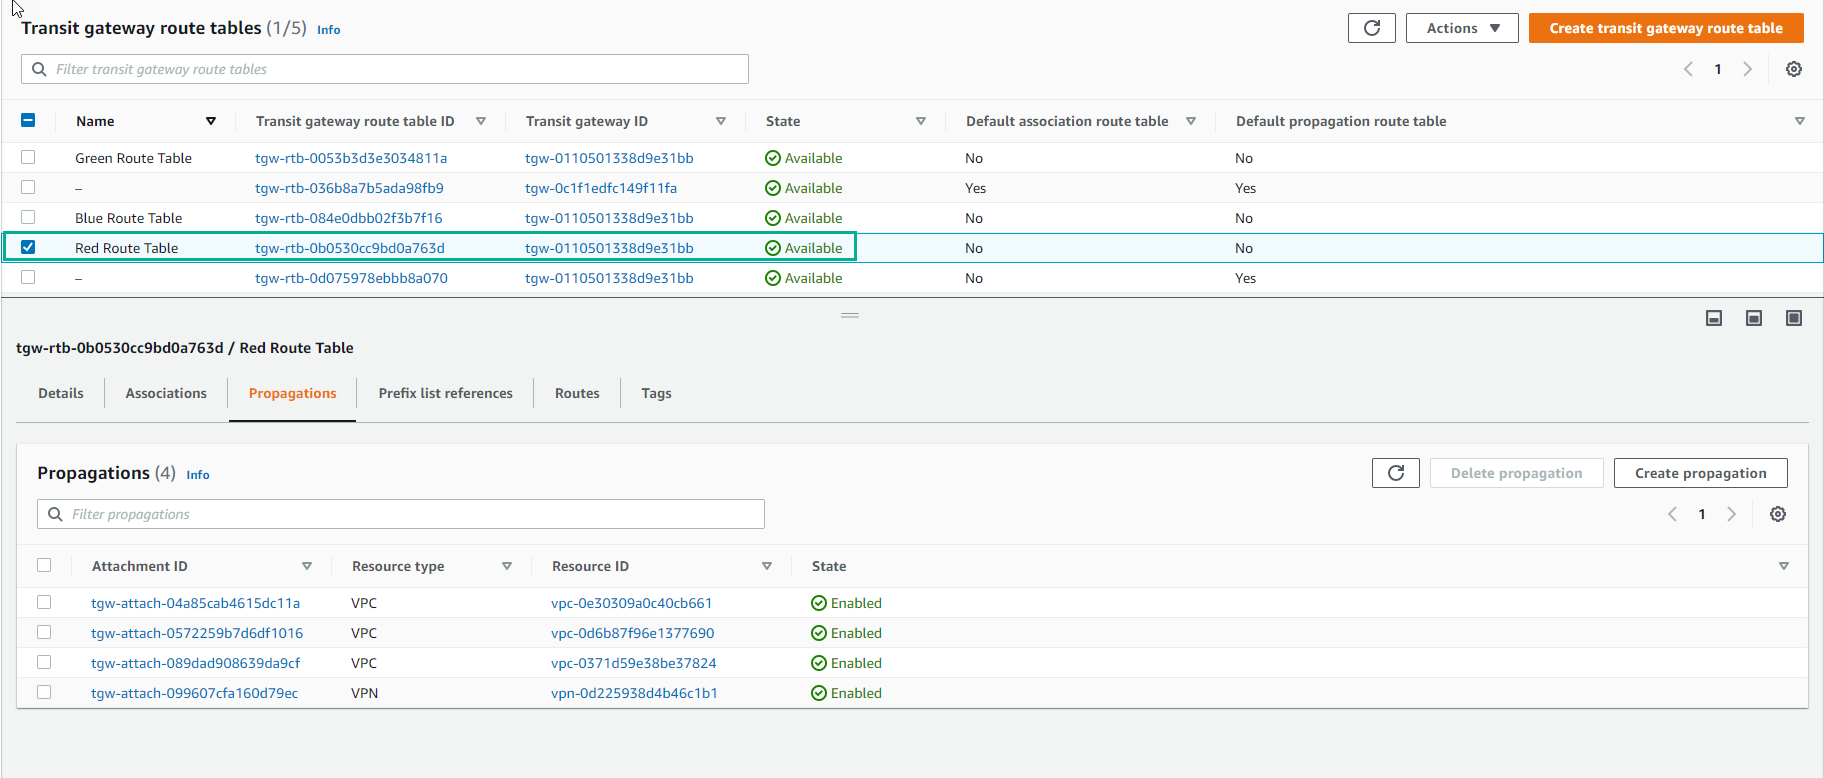 Transit gateway route tables (1/5) Info Actions Create transit gateway route table
Filter transit gateway route tables 1
Name Transit gateway route table ID Transit gateway ID State Default association route table Default propagation route table
Green Route Table tgw-rtb-0053b3d3e3034811a tgw-0110501338d9e31bb Available No No
– tgw-rtb-036b8a7b5ada98fb9 tgw-0c1f1edfc149f11fa Available Yes Yes
Blue Route Table tgw-rtb-084e0dbb02f3b7f16 tgw-0110501338d9e31bb Available No No
Red Route Table tgw-rtb-0b0530cc9bd0a763d tgw-0110501338d9e31bb Available No No
– tgw-rtb-0d075978ebbb8a070 tgw-0110501338d9e31bb Available No Yes
tgw-rtb-0b0530cc9bd0a763d / Red Route Table
Details Associations Propagations Prefix list references Routes Tags
Propagations (4) Info Delete propagation Create propagation
Filter propagations 1
Attachment ID Resource type Resource ID State
tgw-attach-04a85cab4615dc11a VPC vpc-0e30309a0c40cb661 Enabled
tgw-attach-0572259b7d6df1016 VPC vpc-0d6b87f96e1377690 Enabled
tgw-attach-089dad908639da9cf VPC vpc-0371d59e38be37824 Enabled
tgw-attach-099607cfa160d79ec VPN vpn-0d225938d4b46c1b1 Enabled